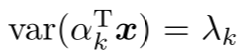 var(α_k^T x) = λ_k